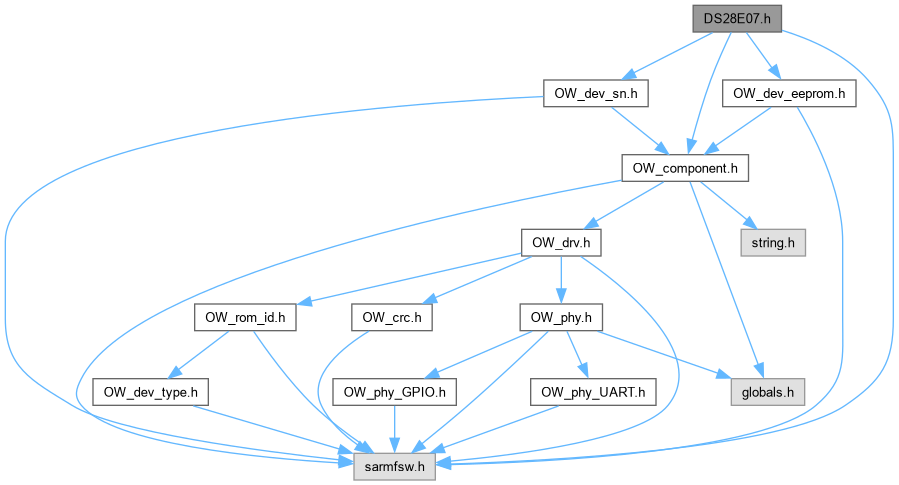 DS28E07.h
OW_dev_sn.h
OW_dev_eeprom.h
OW_component.h
OW_drv.h
string.h
OW_rom_id.h
OW_crc.h
OW_phy.h
OW_dev_type.h
OW_phy_GPIO.h
OW_phy_UART.h
globals.h
sarmfsw.h